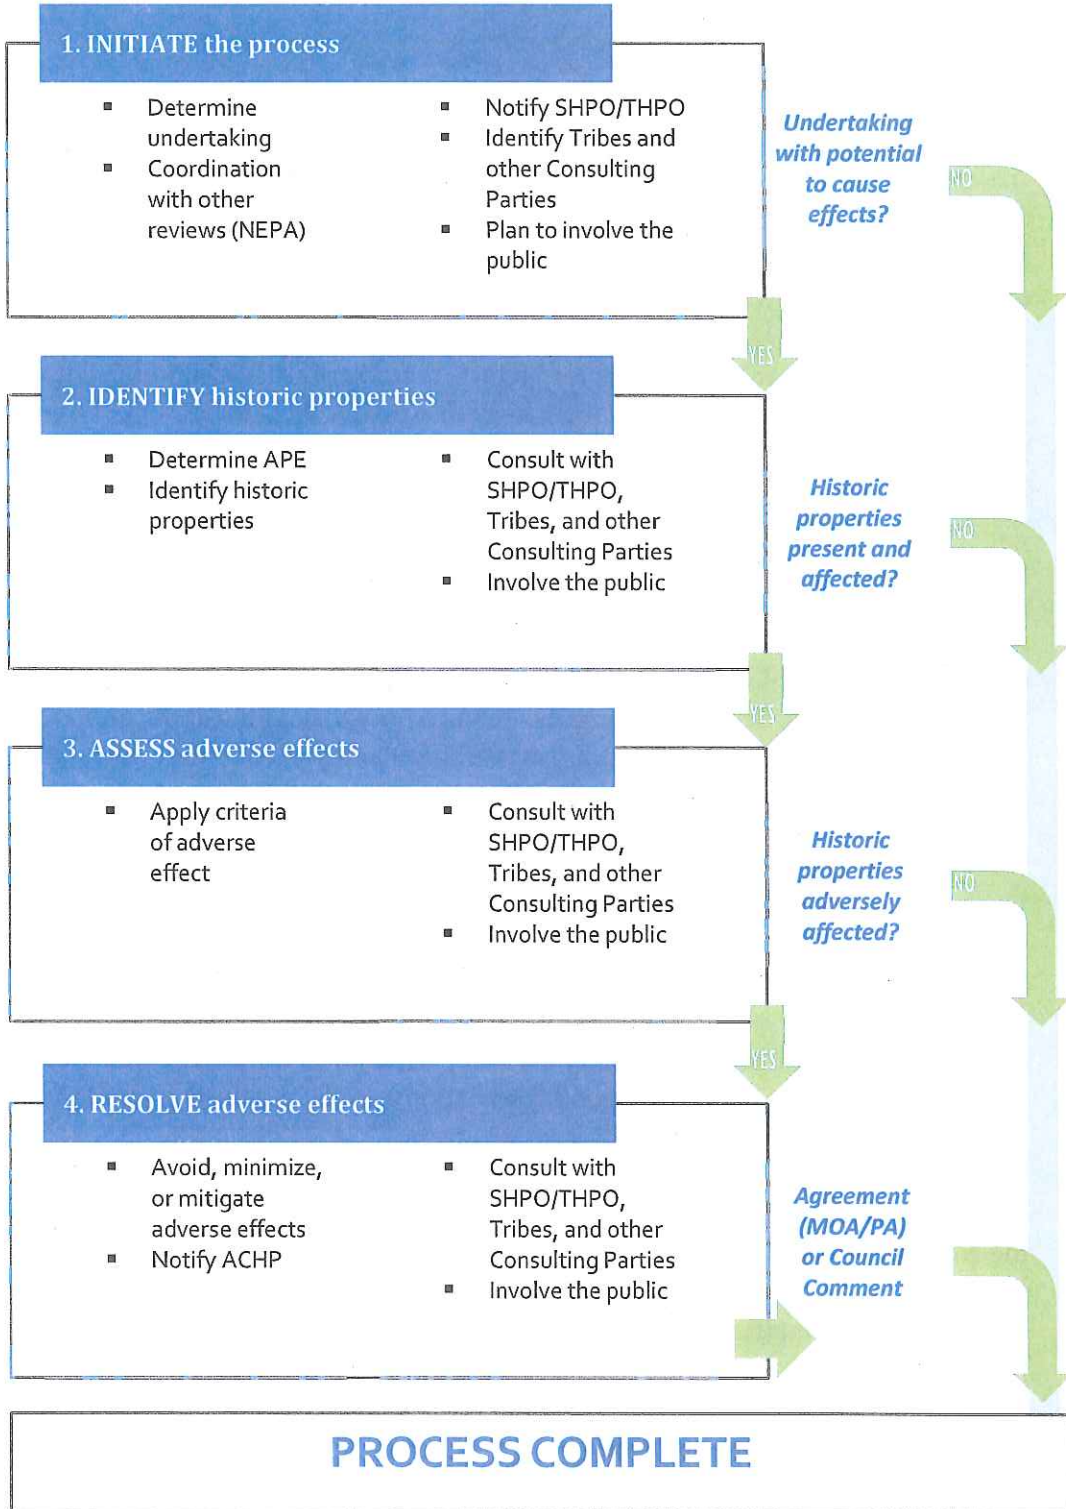 1. INITIATE the process
▪ Determine
undertaking
▪ Coordination
with other
reviews (NEPA)
▪ Notify SHPO/THPO
▪ Identify Tribes and
other Consulting
Parties
▪ Plan to involve the
public
Undertaking
with potential
to cause
effects?
NO
YES
2. IDENTIFY historic properties
▪ Determine APE
▪ Identify historic
properties
▪ Consult with
SHPO/THPO,
Tribes, and other
Consulting Parties
▪ Involve the public
Historic
properties
present and
affected?
NO
YES
3. ASSESS adverse effects
▪ Apply criteria
of adverse
effect
▪ Consult with
SHPO/THPO,
Tribes, and other
Consulting Parties
▪ Involve the public
Historic
properties
adversely
affected?
NO
YES
4. RESOLVE adverse effects
▪ Avoid, minimize,
or mitigate
adverse effects
▪ Notify ACHP
▪ Consult with
SHPO/THPO,
Tribes, and other
Consulting Parties
▪ Involve the public
Agreement
(MOA/PA)
or Council
Comment
PROCESS COMPLETE